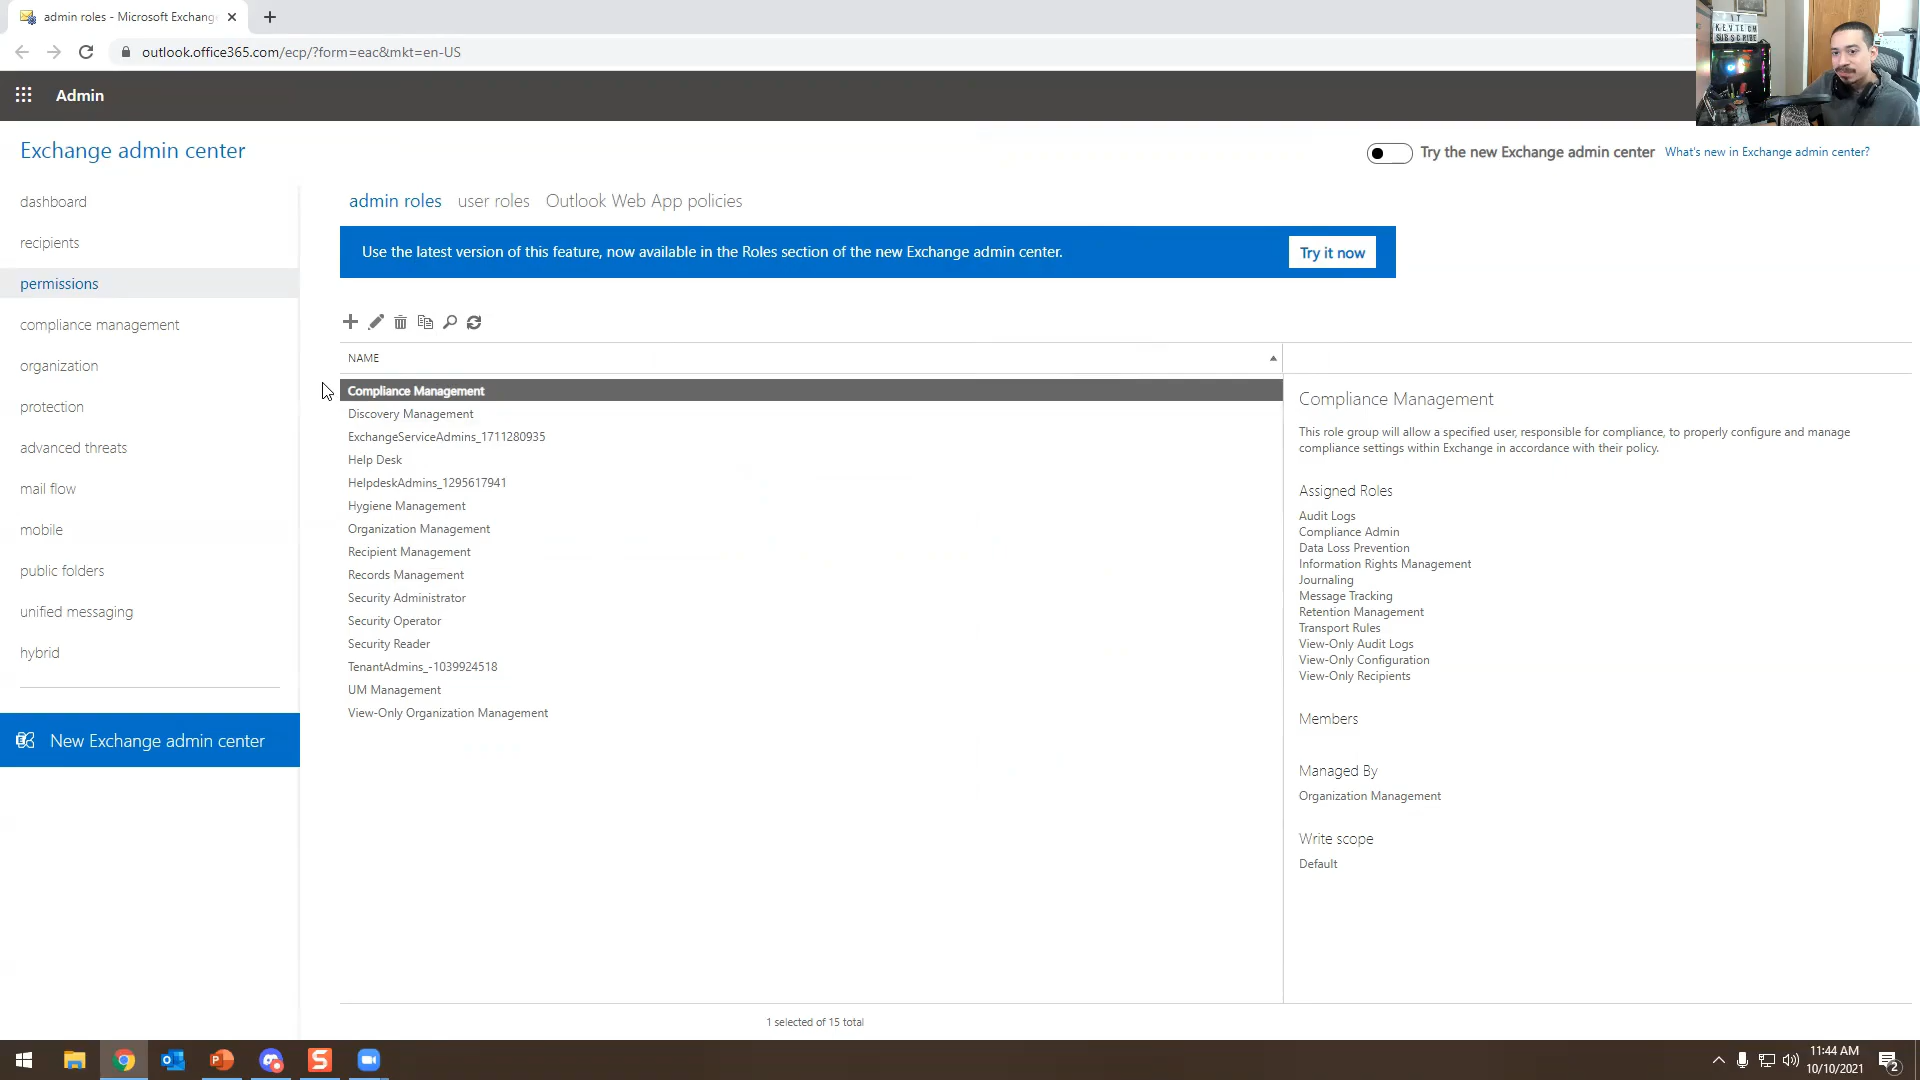 admin roles - Microsoft Exchange
outlook.office365.com/ecp/?form=eac&mkt=en-US
Admin
IT
KEVTECH
SUBSCRIBE
Exchange admin center
Try the new Exchange admin center
What's new in Exchange admin center?
dashboard
recipients
permissions
compliance management
organization
protection
advanced threats
mail flow
mobile
public folders
unified messaging
hybrid
New Exchange admin center
admin roles user roles Outlook Web App policies
Use the latest version of this feature, now available in the Roles section of the new Exchange admin center.
Try it now
NAME
Compliance Management
Discovery Management
ExchangeServiceAdmins_1711280935
Help Desk
HelpdeskAdmins_1295617941
Hygiene Management
Organization Management
Recipient Management
Records Management
Security Administrator
Security Operator
Security Reader
TenantAdmins_-1039924518
UM Management
View-Only Organization Management
1 selected of 15 total
Compliance Management
This role group will allow a specified user, responsible for compliance, to properly configure and manage
compliance settings within Exchange in accordance with their policy.
Assigned Roles
Audit Logs
Compliance Admin
Data Loss Prevention
Information Rights Management
Journaling
Message Tracking
Retention Management
Transport Rules
View-Only Audit Logs
View-Only Configuration
View-Only Recipients
Members
Managed By
Organization Management
Write scope
Default
11:44 AM
10/10/2021
2